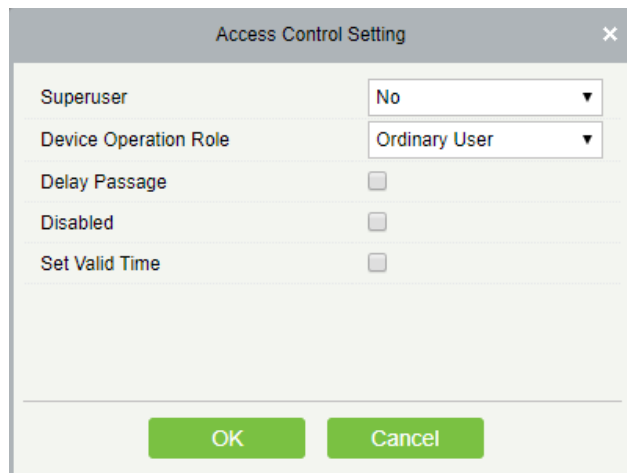 Access Control Setting ×
Superuser No
Device Operation Role Ordinary User
Delay Passage
Disabled
Set Valid Time
OK Cancel